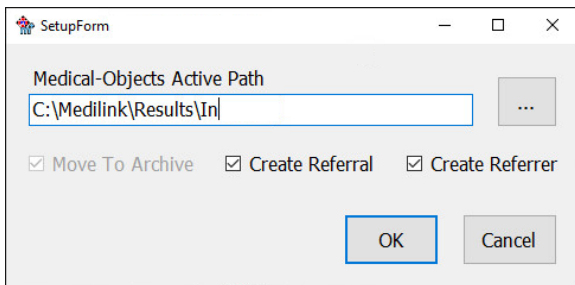 SetupForm
Medical-Objects Active Path
C:\Medilink\Results\In
...
Move To Archive Create Referral Create Referrer
OK Cancel